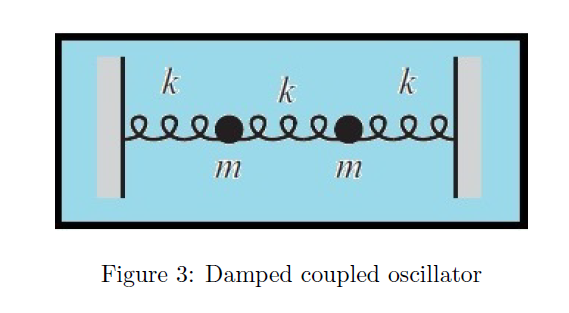 k k k
m m
Figure 3: Damped coupled oscillator